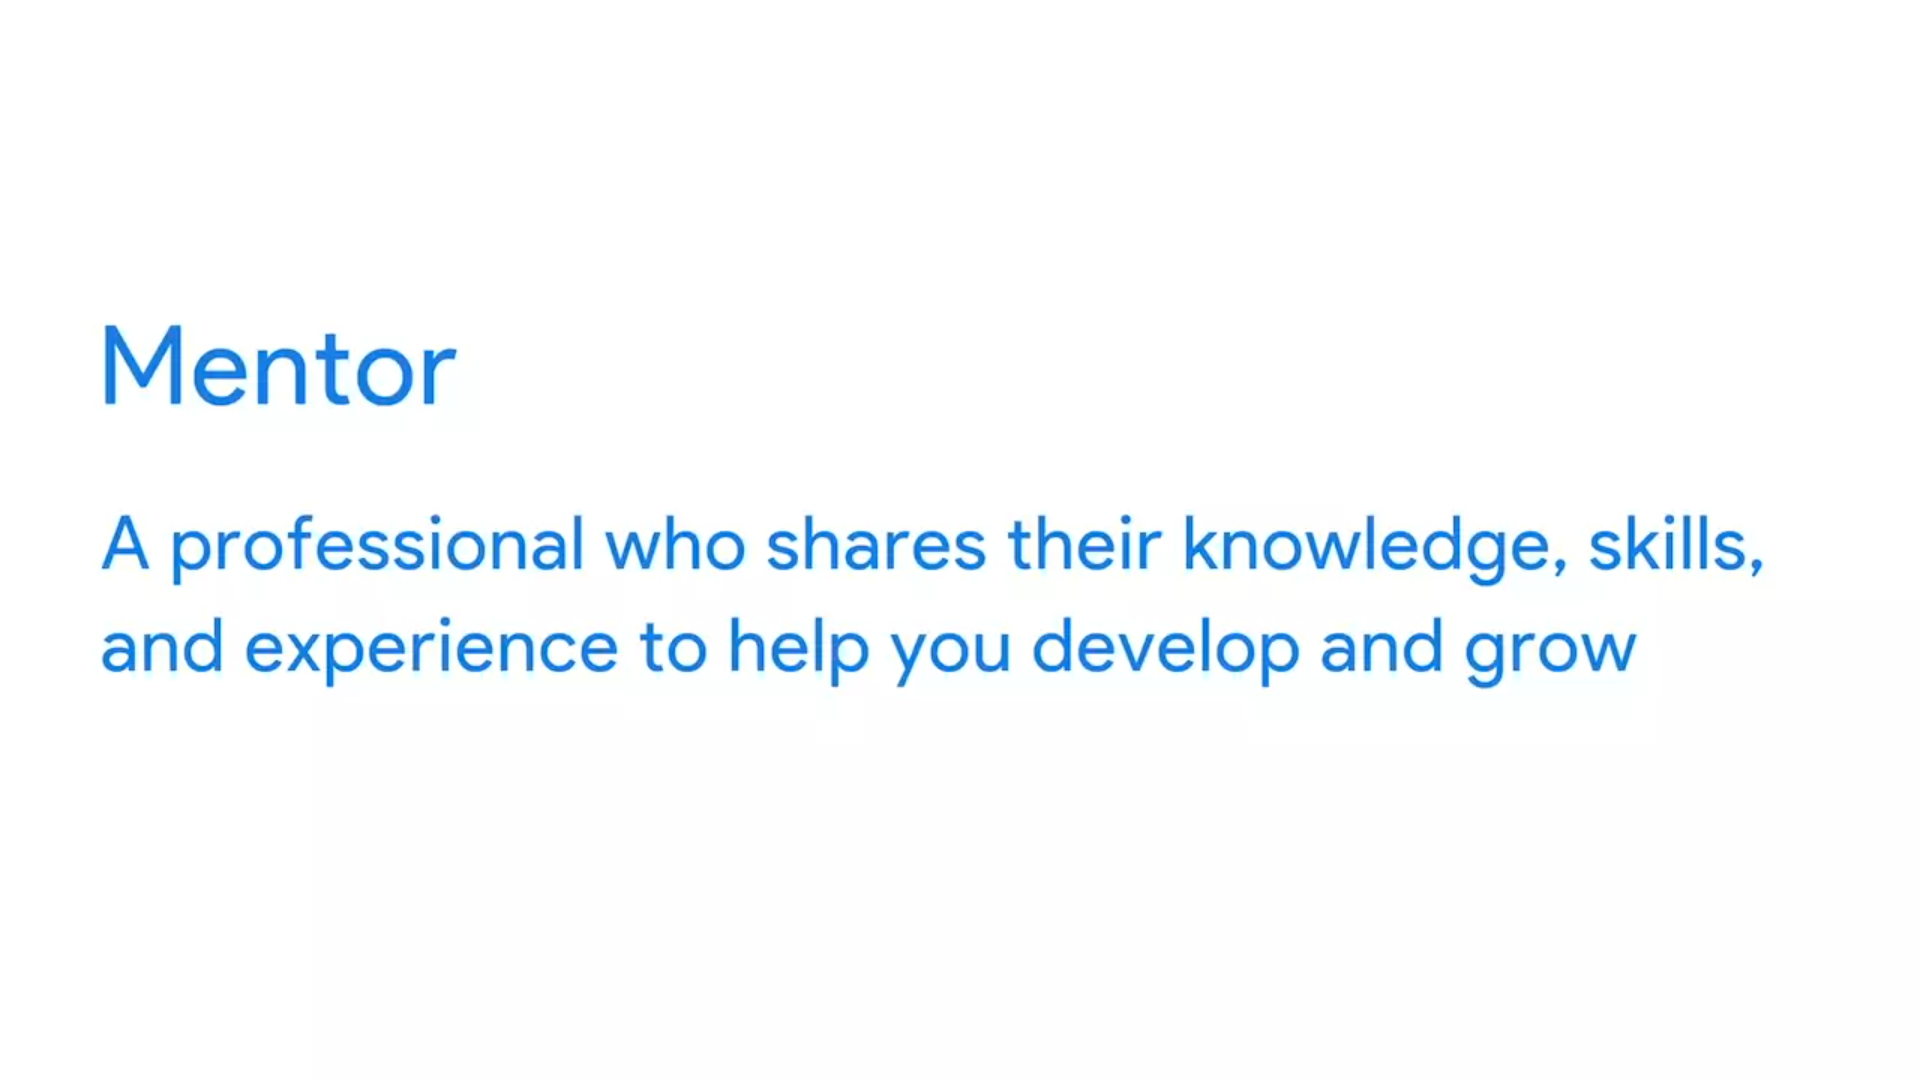 Mentor
A professional who shares their knowledge, skills,
and experience to help you develop and grow